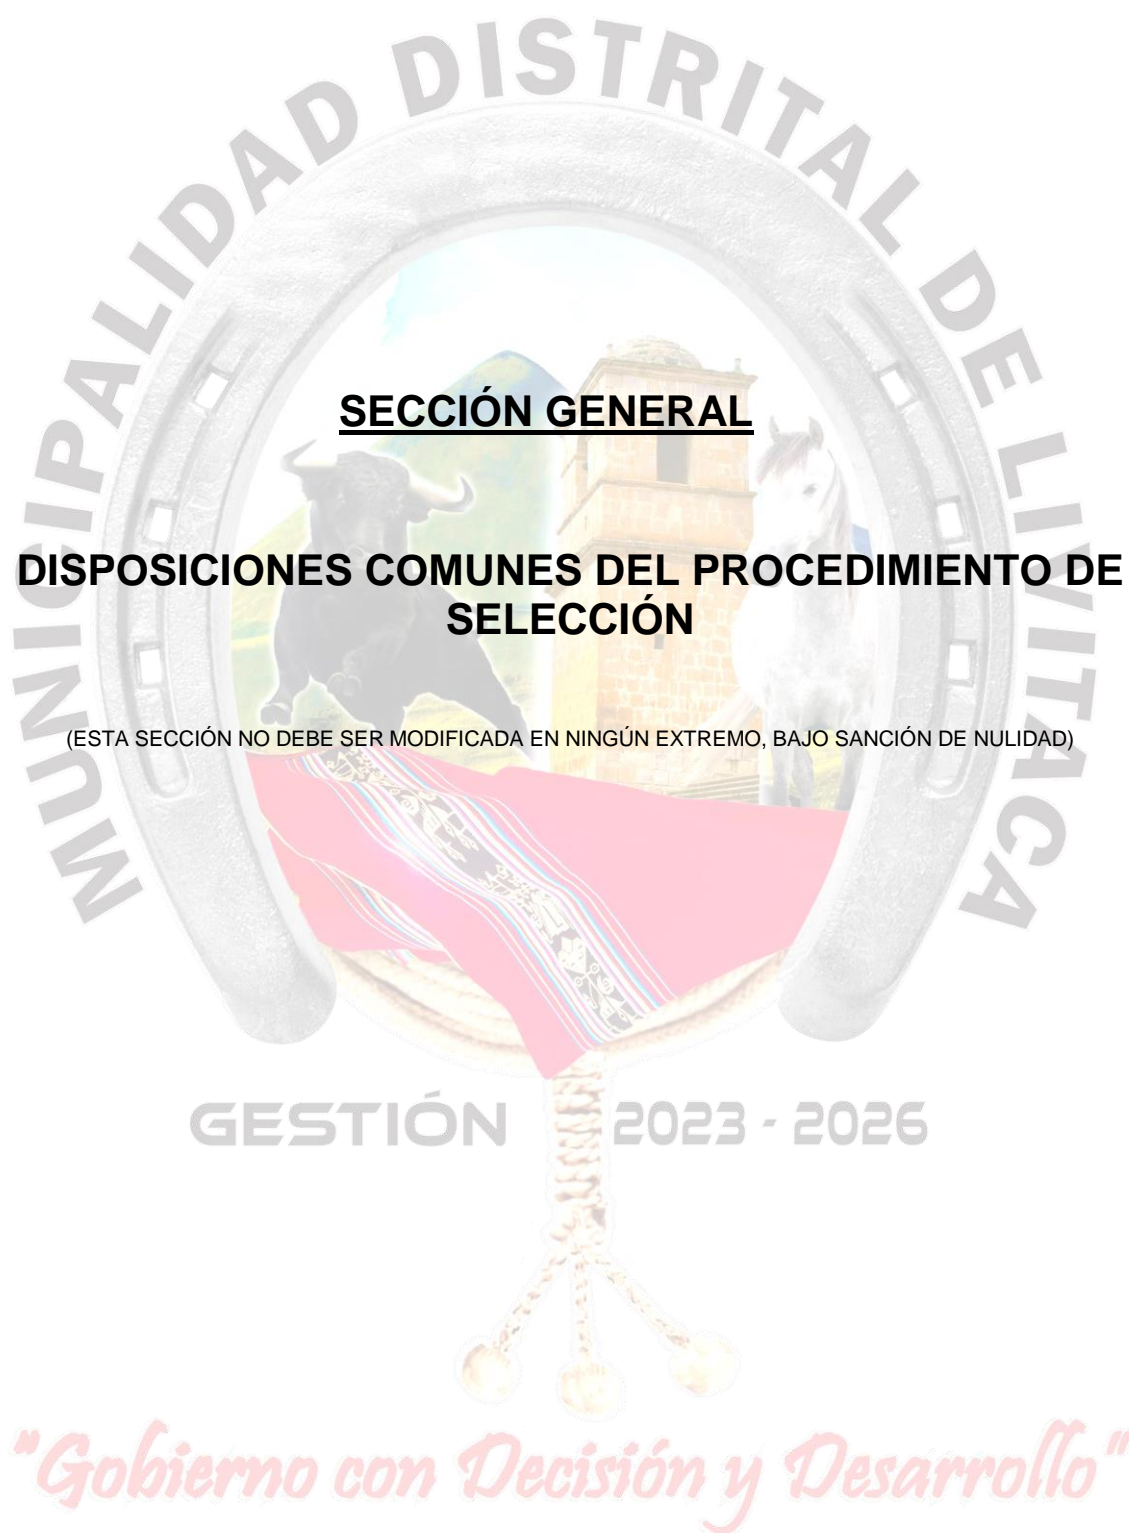 MUNICIPALIDAD DISTRITAL DE LIVITACA
SECCIÓN GENERAL
DISPOSICIONES COMUNES DEL PROCEDIMIENTO DE
SELECCIÓN
(ESTA SECCIÓN NO DEBE SER MODIFICADA EN NINGÚN EXTREMO, BAJO SANCIÓN DE NULIDAD)
GESTIÓN 2023 - 2026
"Gobierno con Decisión y Desarrollo"